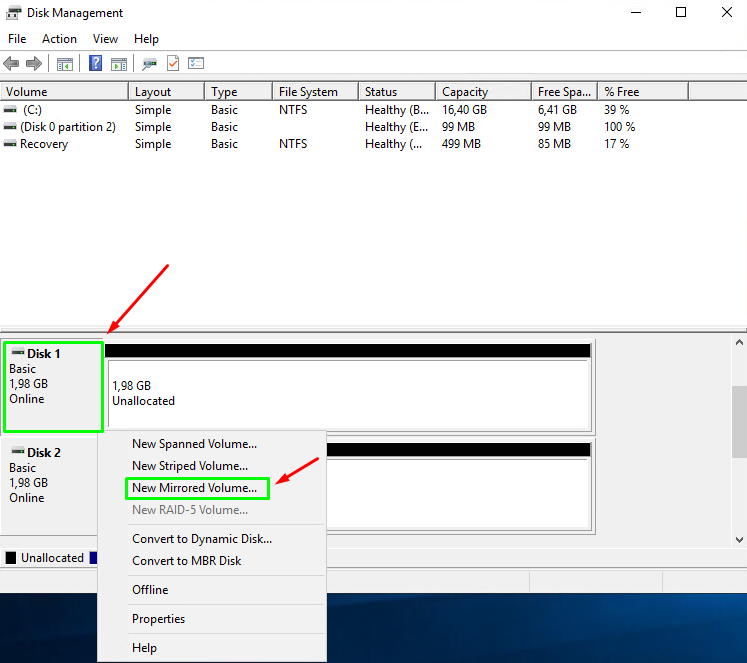 Disk Management
File Action View Help
Volume Layout Type File System Status Capacity Free Spa... % Free
(C:) Simple Basic NTFS Healthy (B... 16,40 GB 6,41 GB 39 %
(Disk 0 partition 2) Simple Basic Healthy (E... 99 MB 99 MB 100 %
Recovery Simple Basic NTFS Healthy (... 499 MB 85 MB 17 %
Disk 1
Basic
1,98 GB
Online
1,98 GB
Unallocated
Disk 2
Basic
1,98 GB
Online
New Spanned Volume...
New Striped Volume...
New Mirrored Volume...
New RAID-5 Volume...
Convert to Dynamic Disk...
Convert to MBR Disk
Offline
Properties
Help
Unallocated